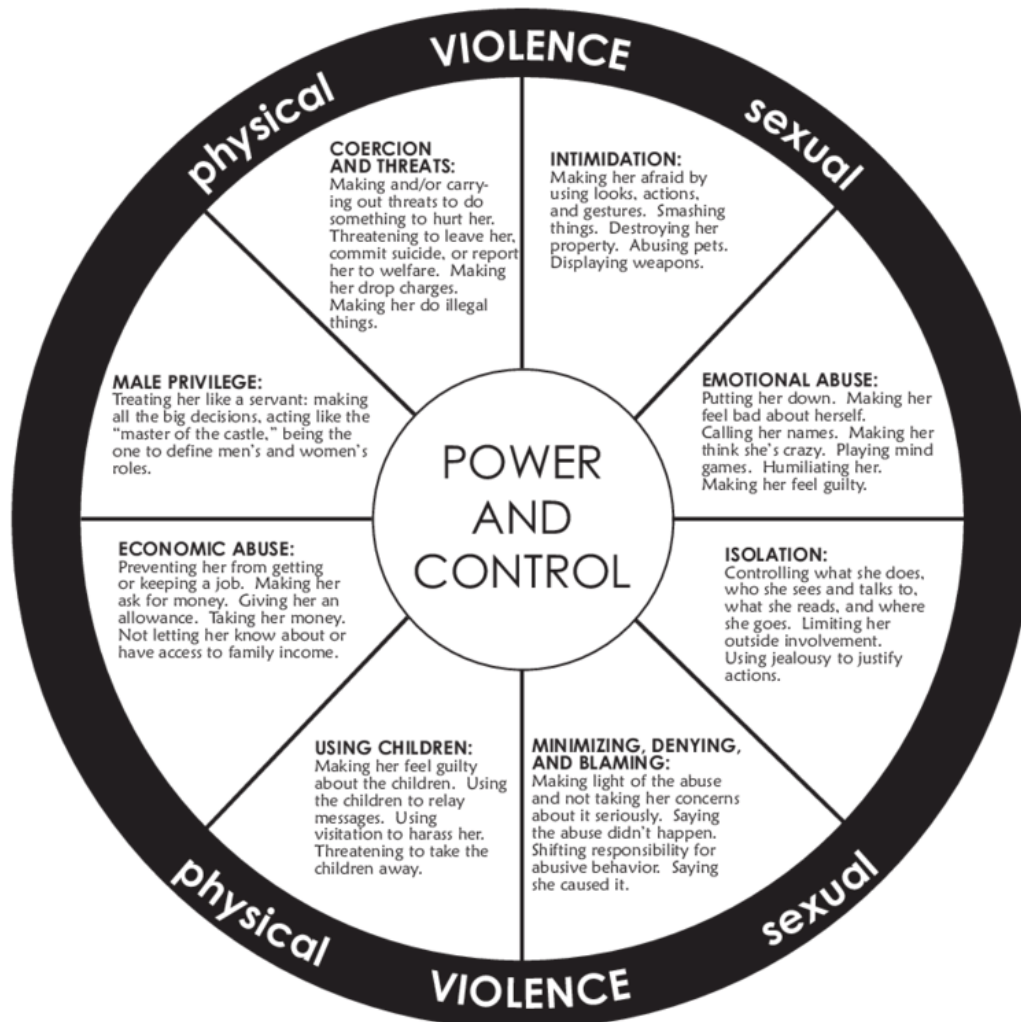 physical VIOLENCE sexual
COERCION
AND THREATS:
Making and/or carry-
ing out threats to do
something to hurt her.
Threatening to leave her,
commit suicide, or report
her to welfare.  Making
her drop charges.
Making her do illegal
things.
INTIMIDATION:
Making her afraid by
using looks, actions,
and gestures.  Smashing
things.  Destroying her
property.  Abusing pets.
Displaying weapons.
MALE PRIVILEGE:
Treating her like a servant: making
all the big decisions, acting like the
“master of the castle,” being the
one to define men’s and women’s
roles.
EMOTIONAL ABUSE:
Putting her down.  Making her
feel bad about herself.
Calling her names.  Making her
think she’s crazy.  Playing mind
games.  Humiliating her.
Making her feel guilty.
POWER
AND
CONTROL
ECONOMIC ABUSE:
Preventing her from getting
or keeping a job.  Making her
ask for money.  Giving her an
allowance.  Taking her money.
Not letting her know about or
have access to family income.
ISOLATION:
Controlling what she does,
who she sees and talks to,
what she reads, and where
she goes.  Limiting her
outside involvement.
Using jealousy to justify
actions.
USING CHILDREN:
Making her feel guilty
about the children.  Using
the children to relay
messages.  Using
visitation to harass her.
Threatening to take the
children away.
MINIMIZING, DENYING,
AND BLAMING:
Making light of the abuse
and not taking her concerns
about it seriously.  Saying
the abuse didn’t happen.
Shifting responsibility for
abusive behavior.  Saying
she caused it.
physical VIOLENCE sexual